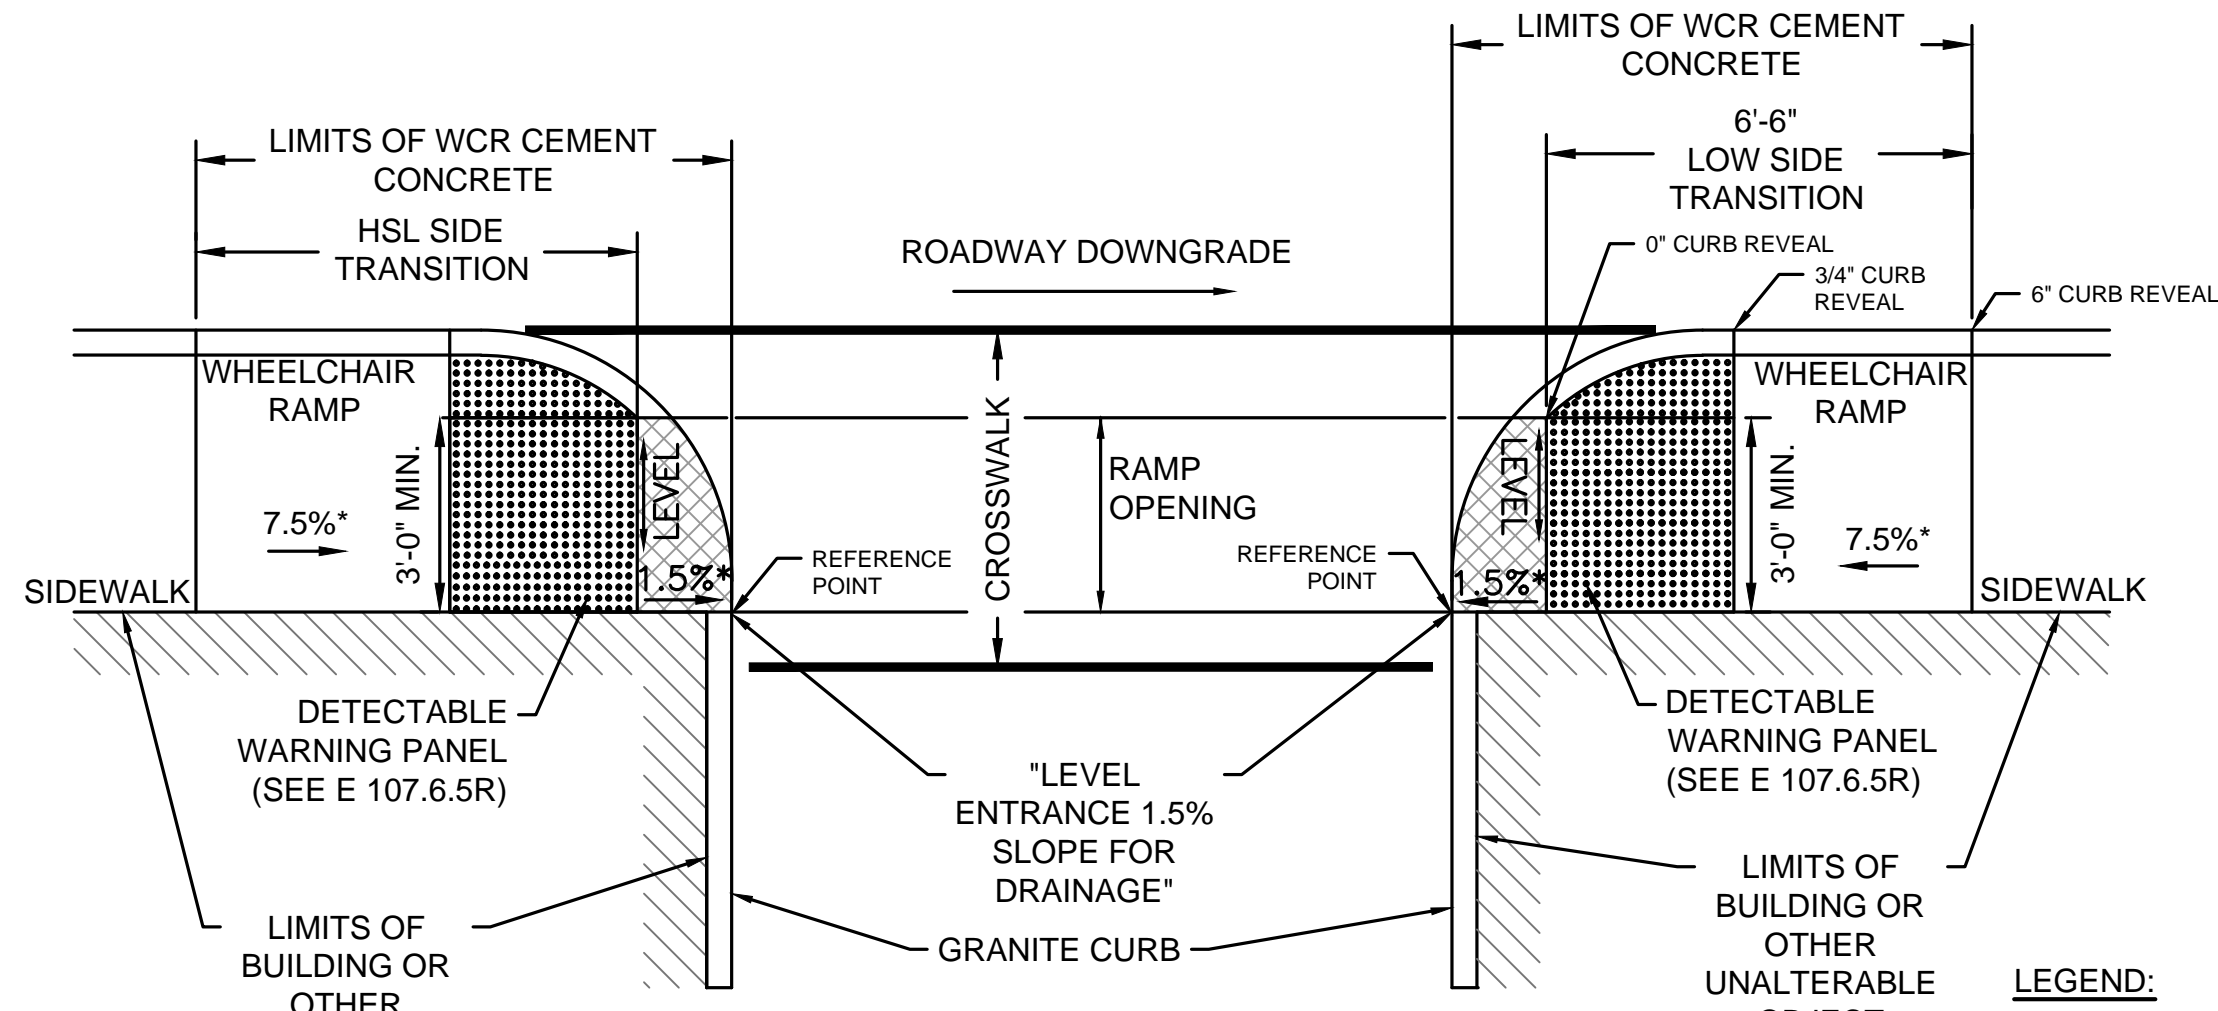 LIMITS OF WCR CEMENT
CONCRETE
6'-6"
LOW SIDE
TRANSITION
LIMITS OF WCR CEMENT
CONCRETE
HSL SIDE
TRANSITION
ROADWAY DOWNGRADE
0" CURB REVEAL
3/4" CURB
REVEAL
6" CURB REVEAL
WHEELCHAIR
RAMP
3'-0" MIN.
7.5%*
LEVEL
1.5%*
SIDEWALK
REFERENCE
POINT
CROSSWALK
RAMP
OPENING
REFERENCE
POINT
LEVEL
1.5%*
WHEELCHAIR
RAMP
3'-0" MIN.
7.5%*
SIDEWALK
DETECTABLE
WARNING PANEL
(SEE E 107.6.5R)
"LEVEL
ENTRANCE 1.5%
SLOPE FOR
DRAINAGE"
DETECTABLE
WARNING PANEL
(SEE E 107.6.5R)
LIMITS OF
BUILDING OR
OTHER
GRANITE CURB
LIMITS OF
BUILDING OR
OTHER
UNALTERABLE
OBJECT
LEGEND: